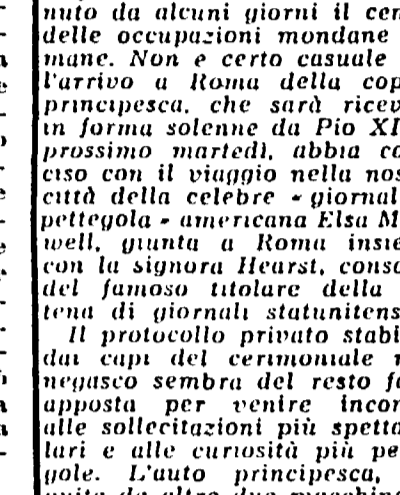 nuto da alcuni giorni il cen
delle occupazioni mondane
mane. Non è certo casuale
l'arrivo a Roma della cop
principesca, che sarà ricev
in forma solenne da Pio XI
prossimo martedì, abbia co
ciso con il viaggio nella nos
città della celebre « giornal
pettegola » americana Elsa M
well, giunta a Roma insie
con la signora Hearst, conso
del famoso titolare della
tena di giornali statunitens
Il protocollo privato stabi
dai capi del cerimoniale
negasco sembra del resto fa
apposta per venire incon
alle sollecitazioni più spetta
lari e alle curiosità più pe
gole. L'auto principesca,